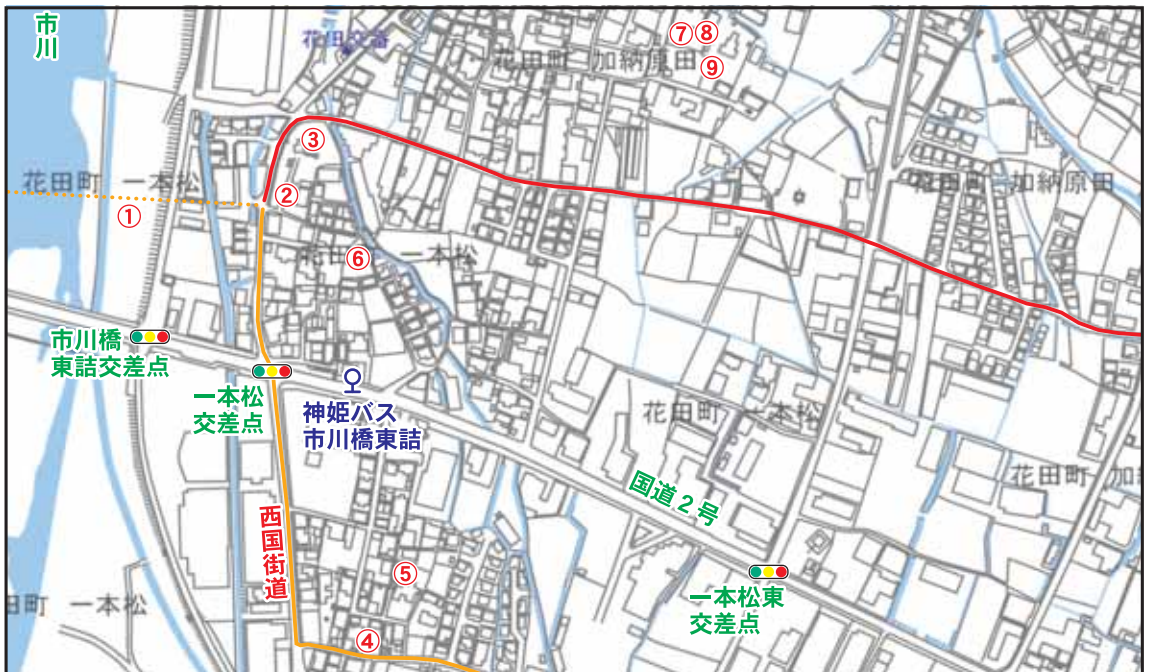 市川
花田交番
⑦⑧
花田町 加納原田
⑨
③
花田町 一本松
花田町 加納原田
①
②
花田
⑥
一本松
市川橋
東詰交差点
一本松
交差点
神姫バス
市川橋東詰
花田町 一本松
国道2号
花田町 加納
西国街道
⑤
田町 一本松
一本松東
交差点
④